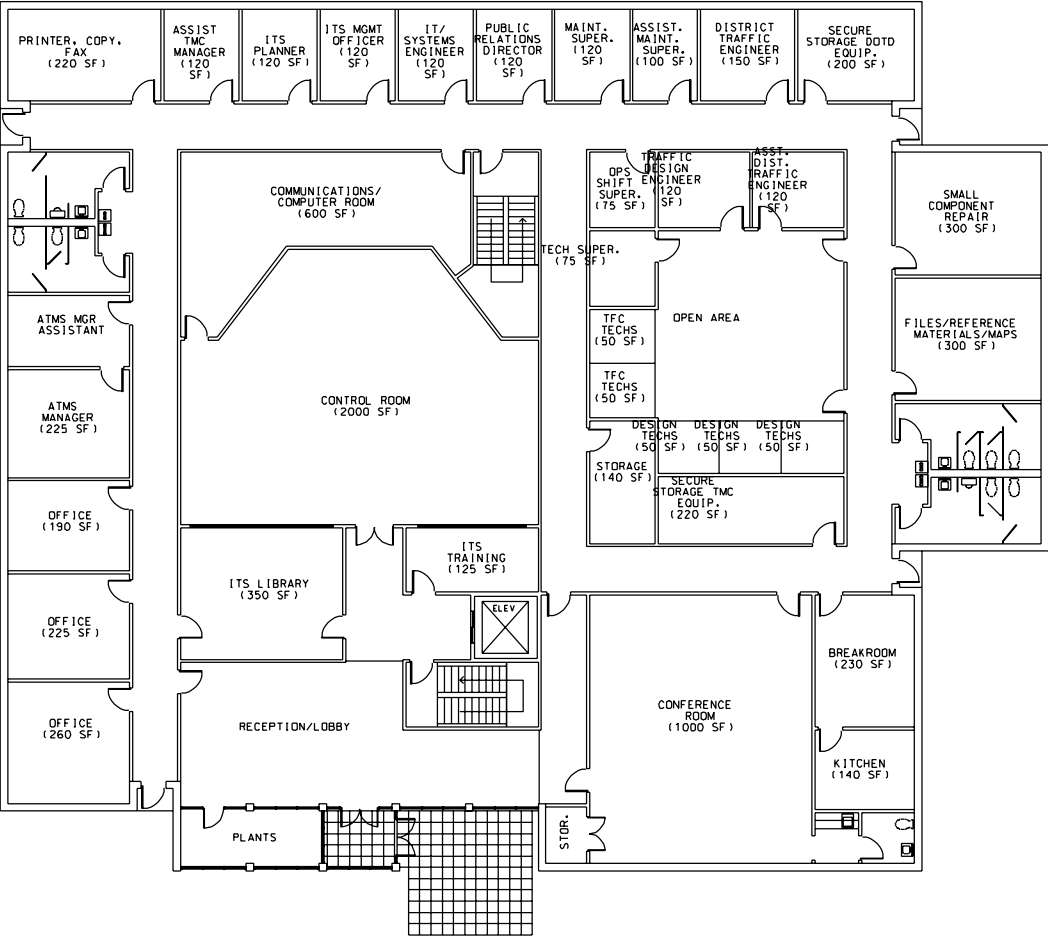 PRINTER, COPY,
FAX
(220 SF)
ASSIST
TMC
MANAGER
(120
SF)
ITS
PLANNER
(120 SF)
ITS MGMT
OFFICER
(120
SF)
IT/
SYSTEMS
ENGINEER
(120
SF)
PUBLIC
RELATIONS
DIRECTOR
(120
SF)
MAINT.
SUPER.
(120
SF)
ASSIST.
MAINT.
SUPER.
(100 SF)
DISTRICT
TRAFFIC
ENGINEER
(150 SF)
SECURE
STORAGE DOTD
EQUIP.
(200 SF)
COMMUNICATIONS/
COMPUTER ROOM
(600 SF)
OPS
SHIFT
SUPER.
(75 SF)
TRAFFIC
DESIGN
ENGINEER
(120
SF)
ASST.
DIST.
TRAFFIC
ENGINEER
(120
SF)
SMALL
COMPONENT
REPAIR
(300 SF)
TECH SUPER.
(75 SF)
ATMS MGR
ASSISTANT
TFC
TECHS
(50 SF)
OPEN AREA
FILES/REFERENCE
MATERIALS/MAPS
(300 SF)
TFC
TECHS
(50 SF)
ATMS
MANAGER
(225 SF)
CONTROL ROOM
(2000 SF)
DESIGN
TECHS
(50 SF)
DESIGN
TECHS
(50 SF)
DESIGN
TECHS
(50 SF)
STORAGE
(140 SF)
SECURE
STORAGE TMC
EQUIP.
(220 SF)
OFFICE
(190 SF)
ITS LIBRARY
(350 SF)
ITS
TRAINING
(125 SF)
ELEV
OFFICE
(225 SF)
BREAKROOM
(230 SF)
OFFICE
(260 SF)
RECEPTION/LOBBY
CONFERENCE
ROOM
(1000 SF)
KITCHEN
(140 SF)
PLANTS
STOR.